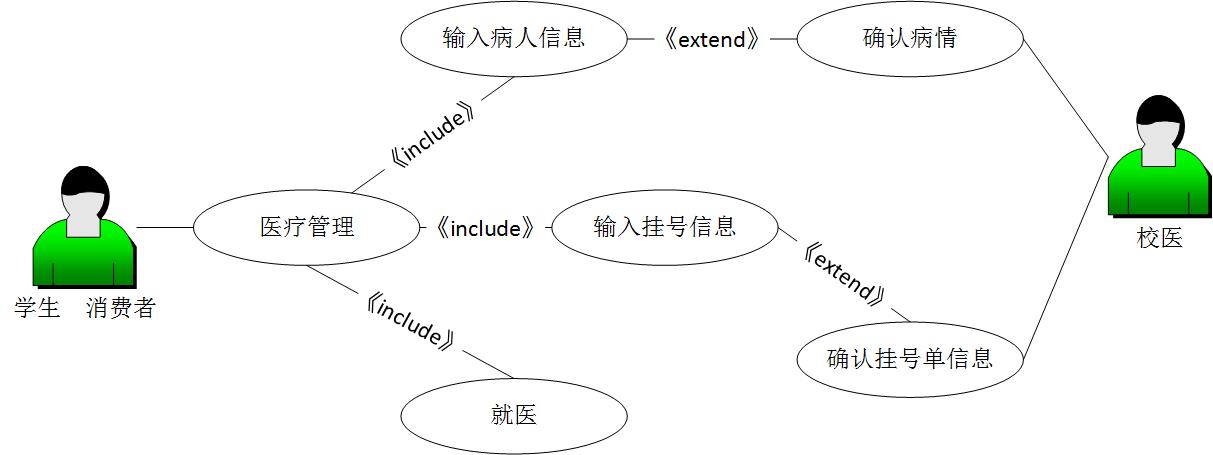 输入病人信息
《extend》
确认病情
《include》
医疗管理
《include》
输入挂号信息
校医
《extend》
学生 消费者
《include》
确认挂号单信息
就医